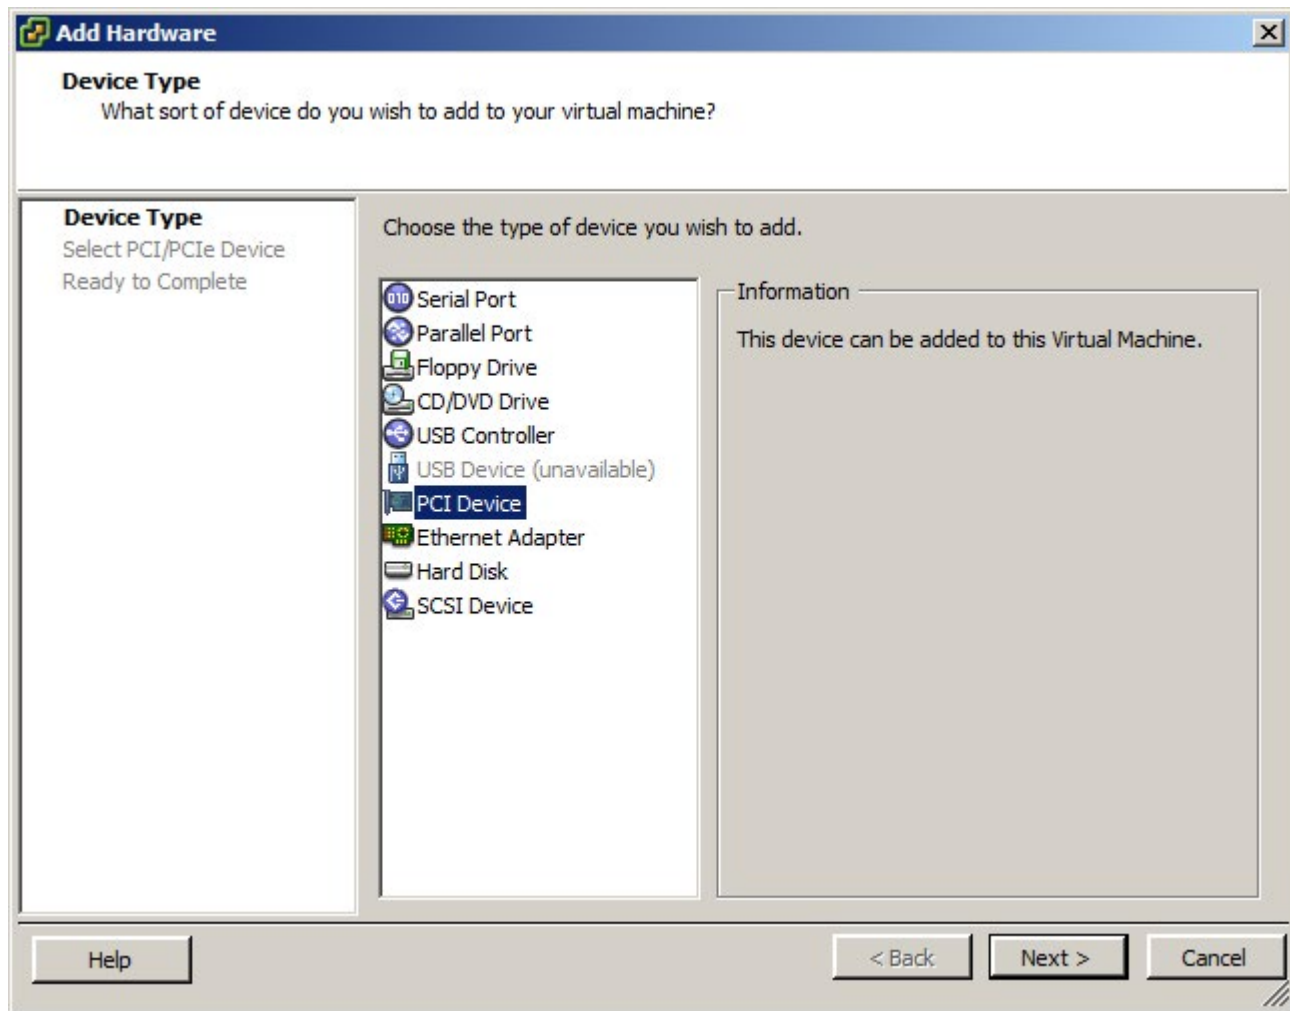 Add Hardware
Device Type
What sort of device do you wish to add to your virtual machine?
Device Type
Select PCI/PCIe Device
Ready to Complete
Choose the type of device you wish to add.
Serial Port
Parallel Port
Floppy Drive
CD/DVD Drive
USB Controller
USB Device (unavailable)
PCI Device
Ethernet Adapter
Hard Disk
SCSI Device
Information
This device can be added to this Virtual Machine.
Help
< Back
Next >
Cancel